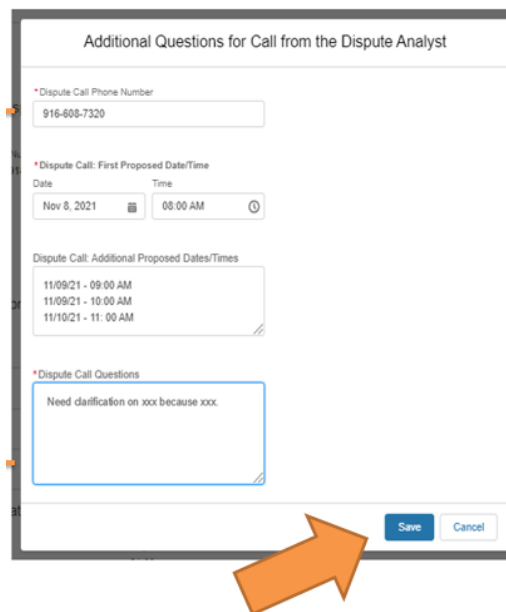 Additional Questions for Call from the Dispute Analyst
*Dispute Call Phone Number
916-608-7320
*Dispute Call: First Proposed Date/Time
Date Time
Nov 8, 2021 08:00 AM
Dispute Call: Additional Proposed Dates/Times
11/09/21 - 09:00 AM
11/09/21 - 10:00 AM
11/10/21 - 11: 00 AM
*Dispute Call Questions
Need clarification on xxx because xxx.
Save Cancel